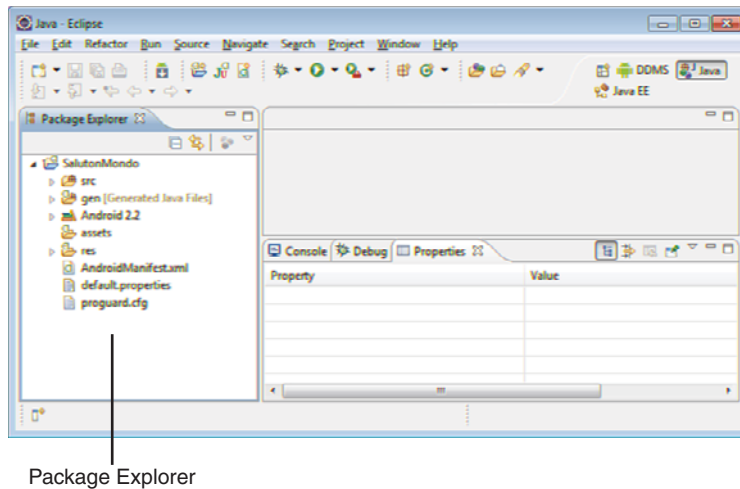 Java - Eclipse
File Edit Refactor Run Source Navigate Search Project Window Help
DDMS Java
Java EE
Package Explorer
SalutonMondo
src
gen [Generated Java Files]
Android 2.2
assets
res
AndroidManifest.xml
default.properties
proguard.cfg
Console Debug Properties
Property Value
Package Explorer